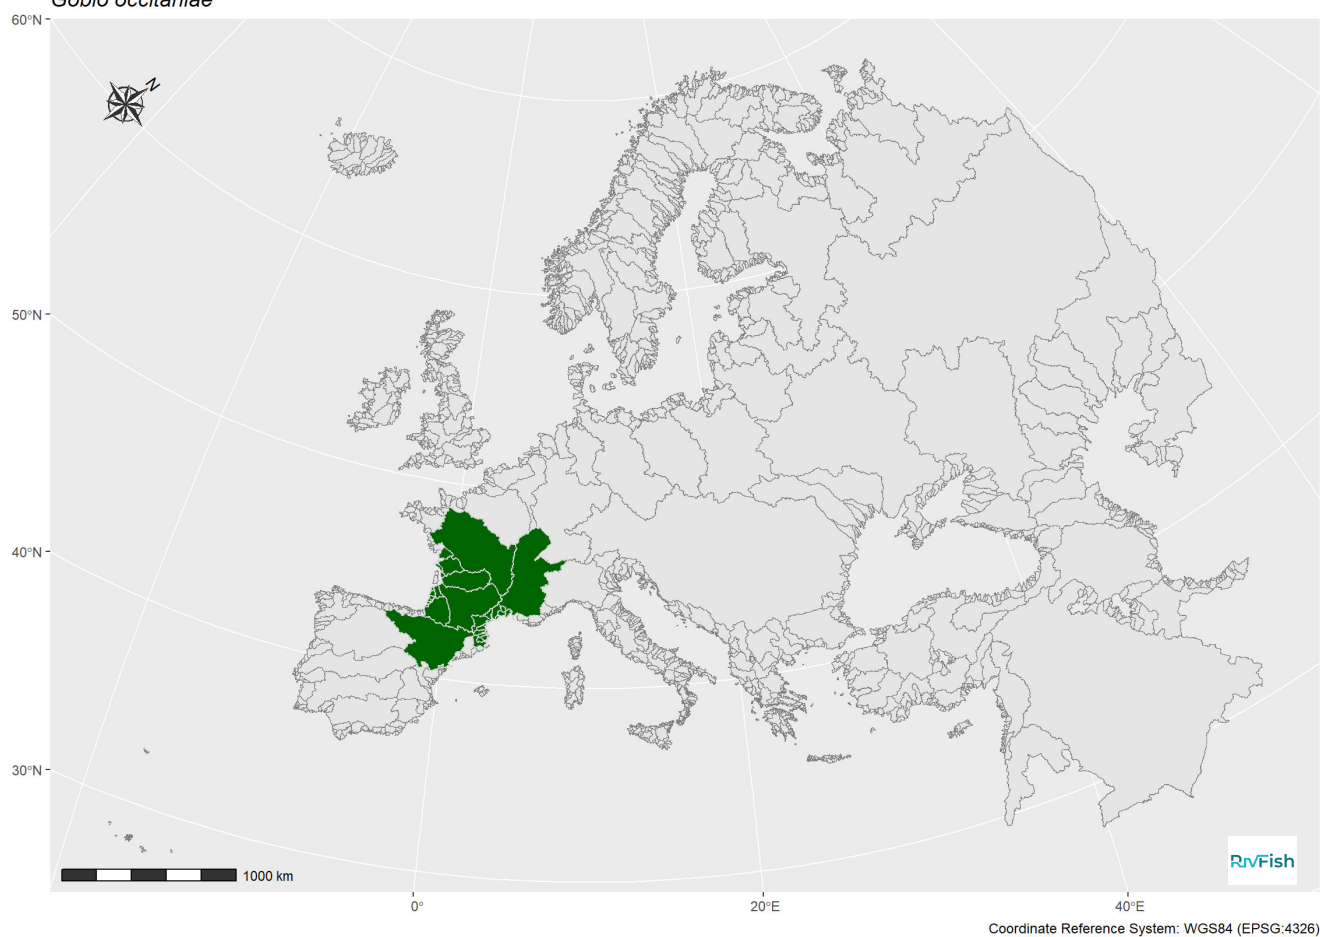 Gobio occitaniae
60°N
N
50°N
40°N
30°N
1000 km
RivFish
0°
20°E
40°E
Coordinate Reference System: WGS84 (EPSG:4326)